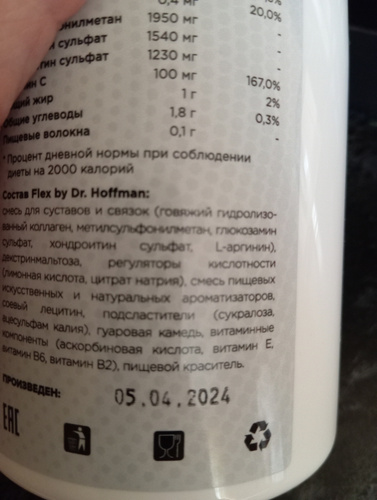 0,4 мг
20,0%
1950 мг -
сульфат 1540 мг -
сульфат 1230 мг -
С 100 мг 167,0%
жир 1 г 2%
углеводы 1,8 г 0,3%
Пищевые волокна 0,1 г -
* Процент дневной нормы при соблюдении
диеты на 2000 калорий
Состав Flex by Dr. Hoffman:
смесь для суставов и связок (говяжий гидролизо-
ванный коллаген, метилсульфонилметан, глюкозамин
сульфат, хондроитин сульфат, L-аргинин),
декстринмальтоза, регуляторы кислотности
(лимонная кислота, цитрат натрия), смесь пищевых
искусственных и натуральных ароматизаторов,
соевый лецитин, подсластители (сукралоза,
ацесульфам калия), гуаровая камедь, витаминные
компоненты (аскорбиновая кислота, витамин Е,
витамин В6, витамин В2), пищевой краситель.
ПРОИЗВЕДЕН: 05.04.2024
EAC